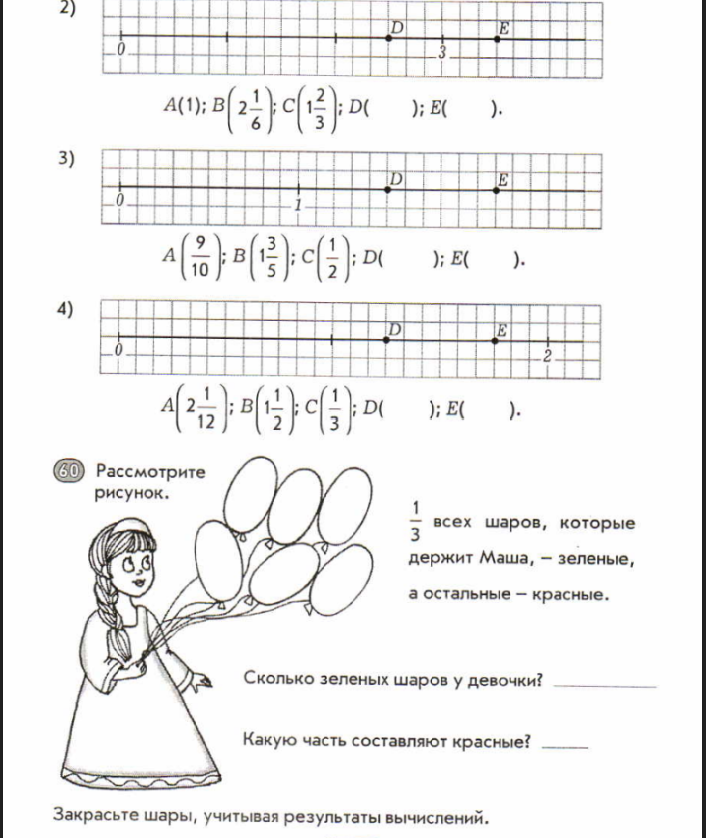 2)
D E
0 3
A(1); B(2 1/6); C(1 2/3); D( ); E( ).
3)
D E
0 1
A(9/10); B(1 3/5); C(1/2); D( ); E( ).
4)
D E
0 2
A(2 1/12); B(1 1/2); C(1/3); D( ); E( ).
60 Рассмотрите
рисунок.
1/3 всех шаров, которые
держит Маша, – зеленые,
а остальные – красные.
Сколько зеленых шаров у девочки? ________
Какую часть составляют красные? ____
Закрасьте шары, учитывая результаты вычислений.